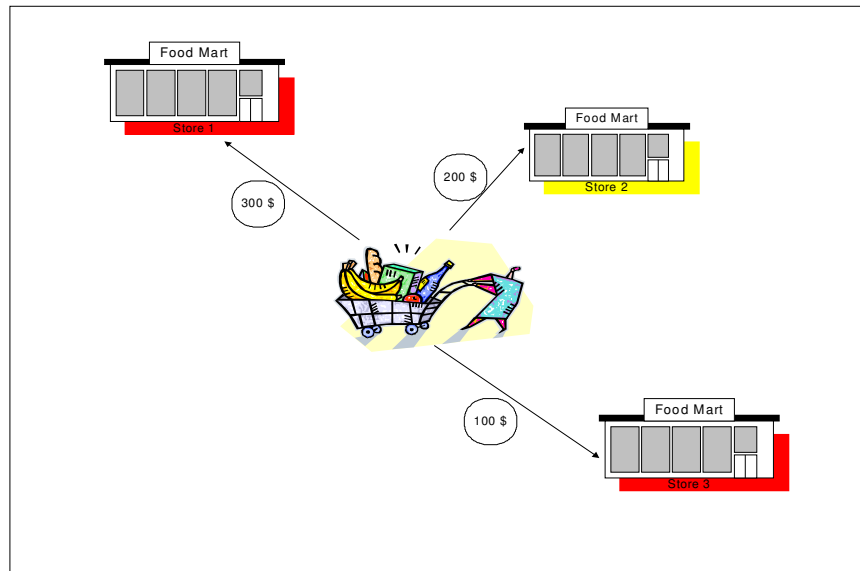 Food Mart
Store 1
Food Mart
Store 2
200 $
300 $
Food Mart
100 $
Store 3